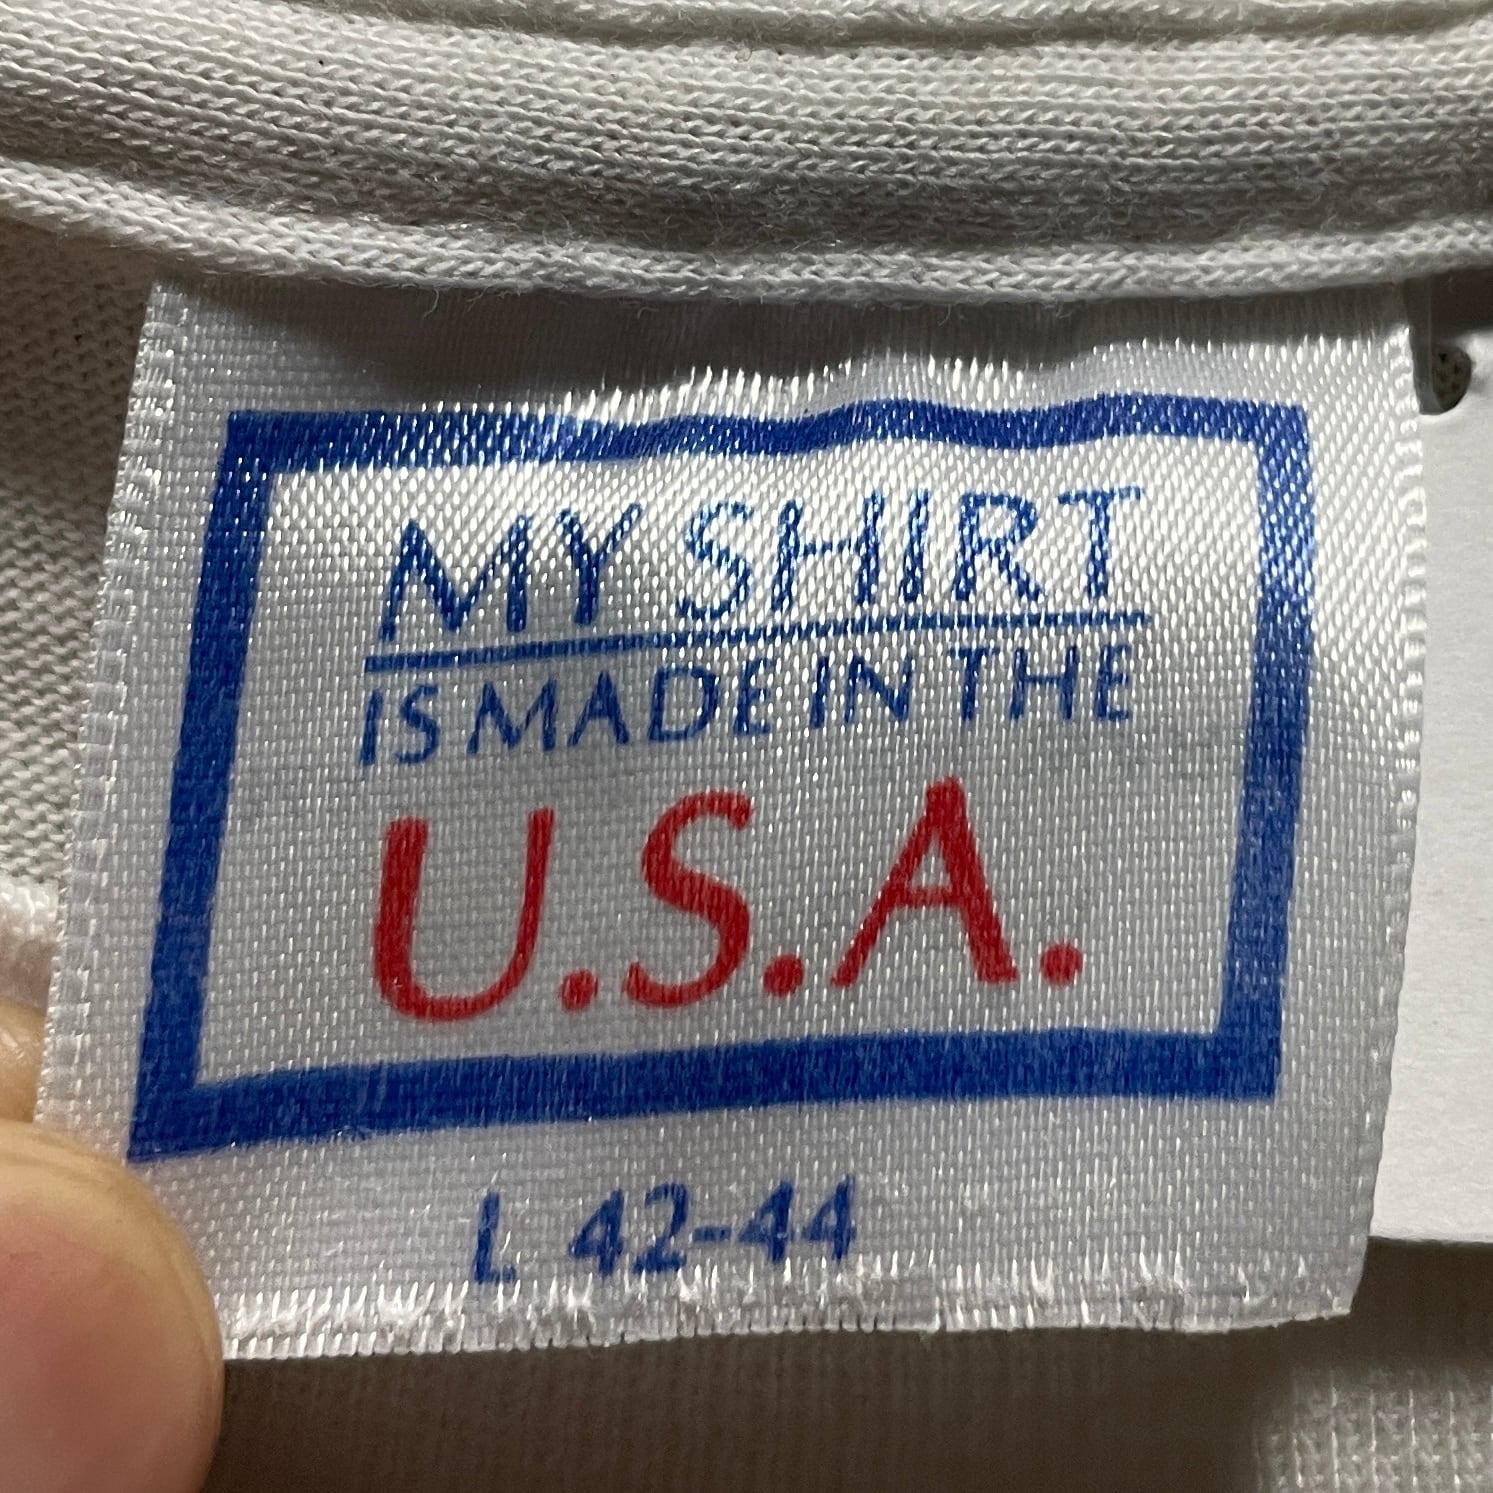 MY SHIRT
IS MADE IN THE
U.S.A.
L 42-44